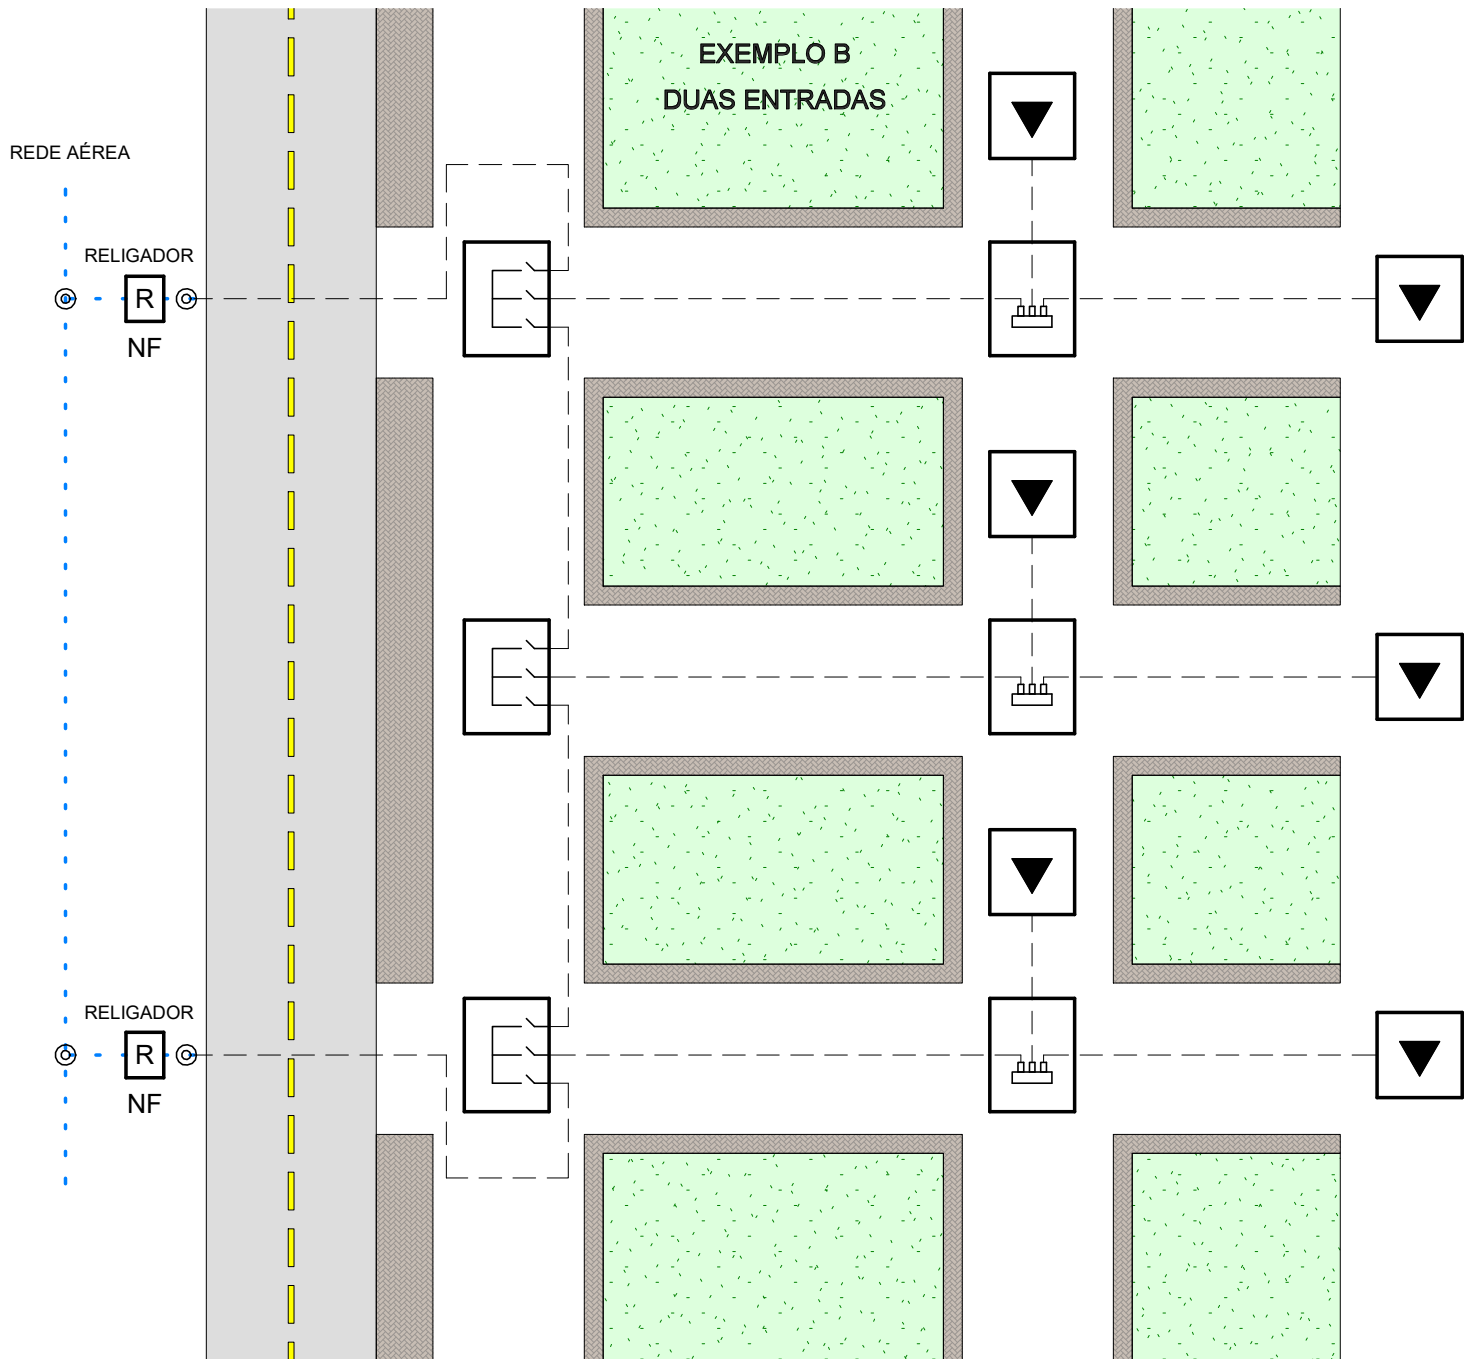 EXEMPLO B
DUAS ENTRADAS
REDE AÉREA
RELIGADOR
R
NF
RELIGADOR
R
NF